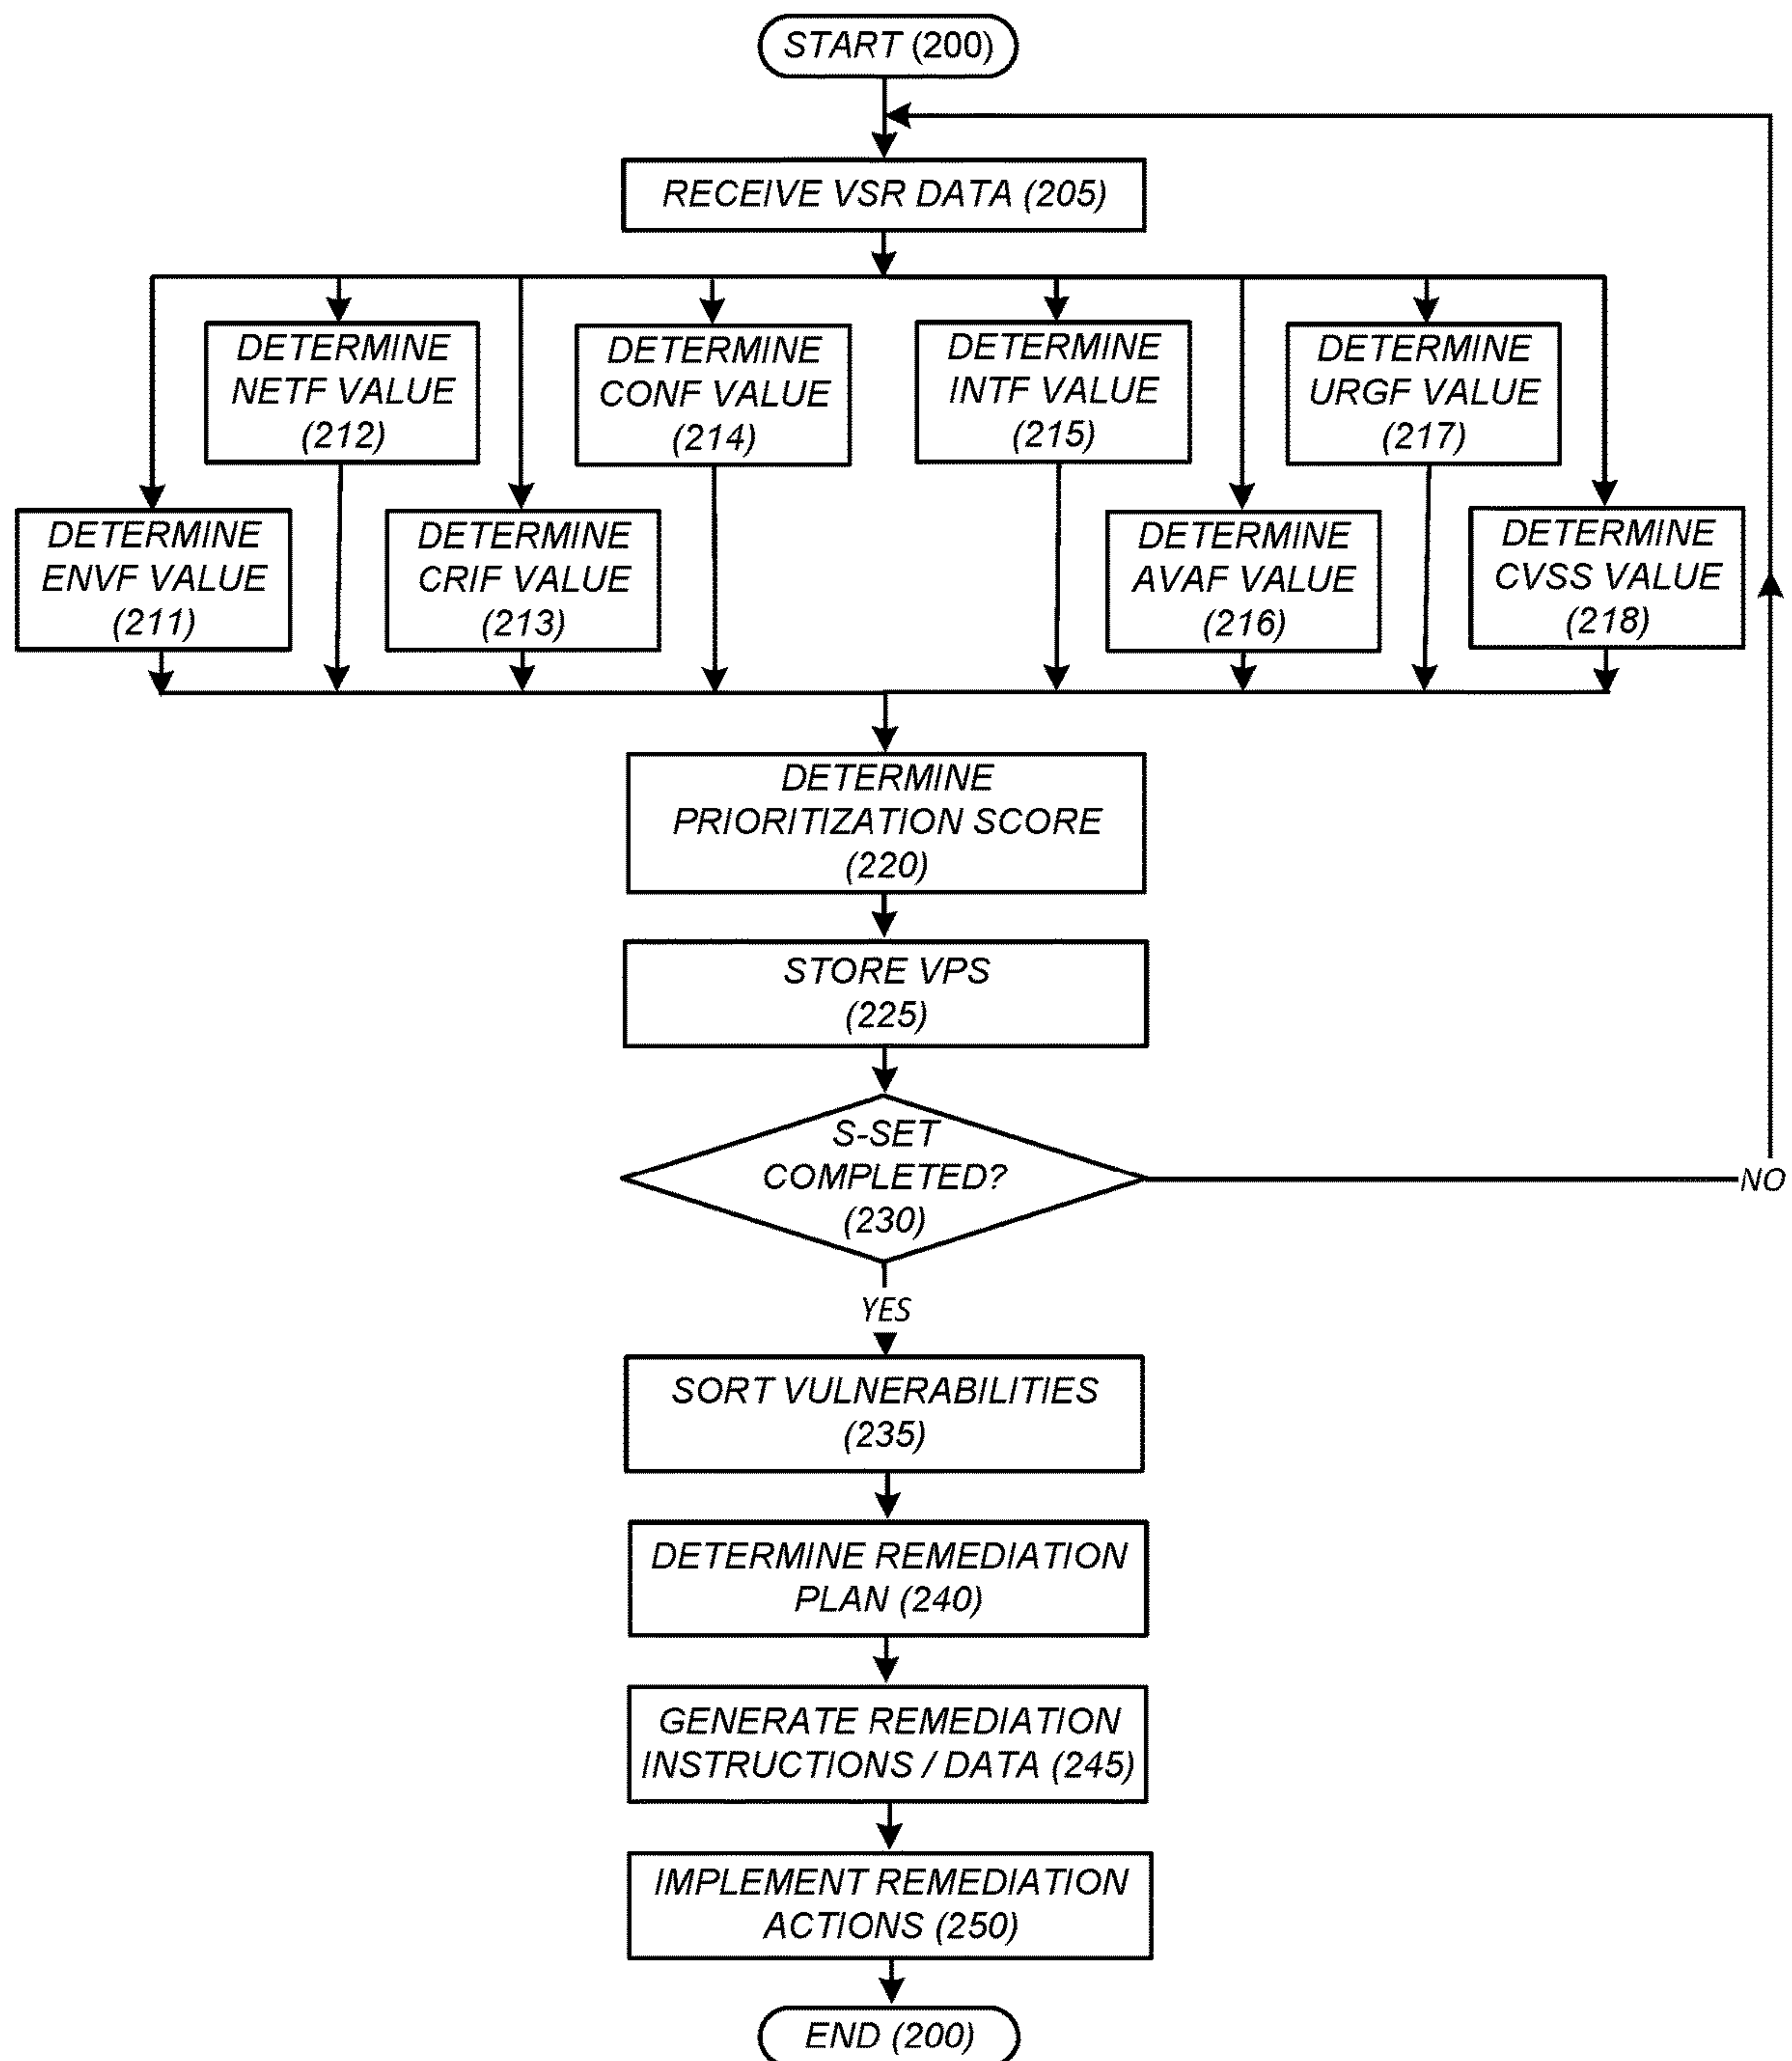 START (200)
RECEIVE VSR DATA (205)
DETERMINE
NETF VALUE
(212)
DETERMINE
CONF VALUE
(214)
DETERMINE
INTF VALUE
(215)
DETERMINE
URGF VALUE
(217)
DETERMINE
ENVF VALUE
(211)
DETERMINE
CRIF VALUE
(213)
DETERMINE
AVAF VALUE
(216)
DETERMINE
CVSS VALUE
(218)
DETERMINE
PRIORITIZATION SCORE
(220)
STORE VPS
(225)
S-SET
COMPLETED?
(230)
NO
YES
SORT VULNERABILITIES
(235)
DETERMINE REMEDIATION
PLAN (240)
GENERATE REMEDIATION
INSTRUCTIONS / DATA (245)
IMPLEMENT REMEDIATION
ACTIONS (250)
END (200)